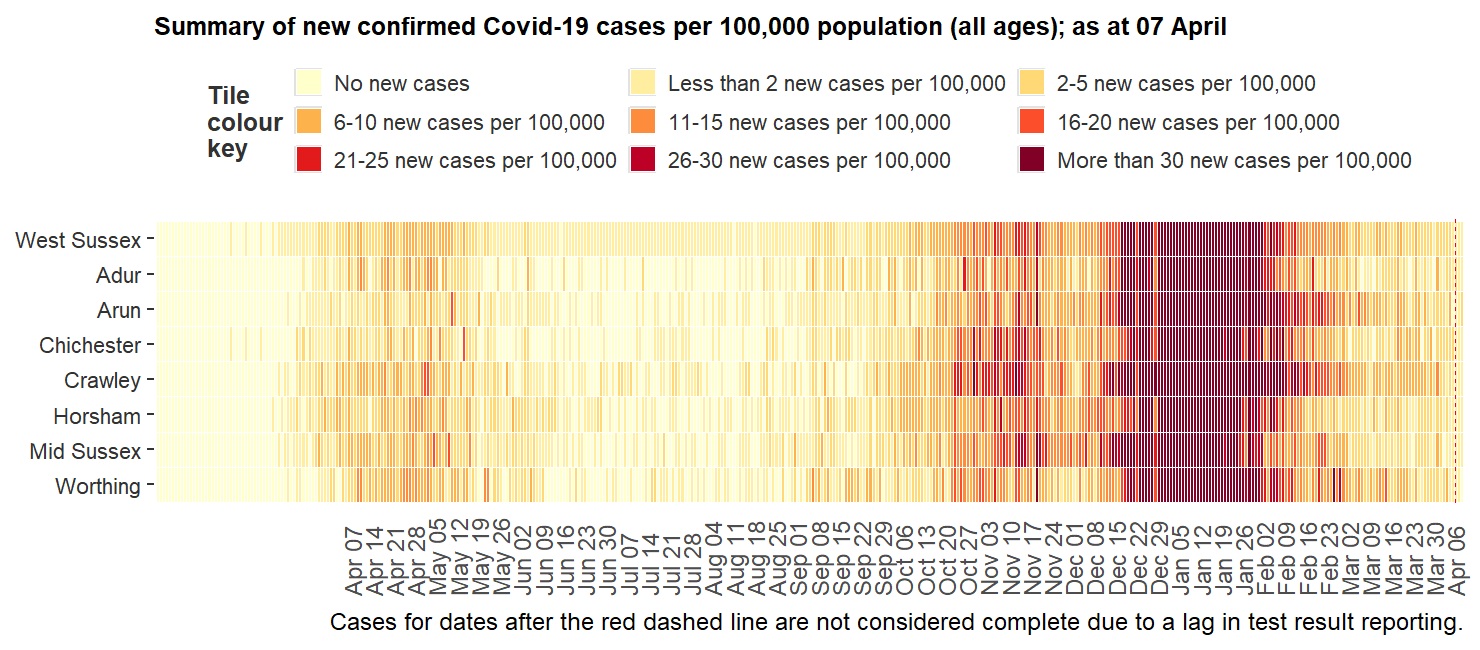 Summary of new confirmed Covid-19 cases per 100,000 population (all ages); as at 07 April
Tile
colour
key
No new cases
Less than 2 new cases per 100,000
2-5 new cases per 100,000
6-10 new cases per 100,000
11-15 new cases per 100,000
16-20 new cases per 100,000
21-25 new cases per 100,000
26-30 new cases per 100,000
More than 30 new cases per 100,000
West Sussex
Adur
Arun
Chichester
Crawley
Horsham
Mid Sussex
Worthing
Apr 07
Apr 14
Apr 21
Apr 28
May 05
May 12
May 19
May 26
Jun 02
Jun 09
Jun 16
Jun 23
Jun 30
Jul 07
Jul 14
Jul 21
Jul 28
Aug 04
Aug 11
Aug 18
Aug 25
Sep 01
Sep 08
Sep 15
Sep 22
Sep 29
Oct 06
Oct 13
Oct 20
Oct 27
Nov 03
Nov 10
Nov 17
Nov 24
Dec 01
Dec 08
Dec 15
Dec 22
Dec 29
Jan 05
Jan 12
Jan 19
Jan 26
Feb 02
Feb 09
Feb 16
Feb 23
Mar 02
Mar 09
Mar 16
Mar 23
Mar 30
Apr 06
Cases for dates after the red dashed line are not considered complete due to a lag in test result reporting.